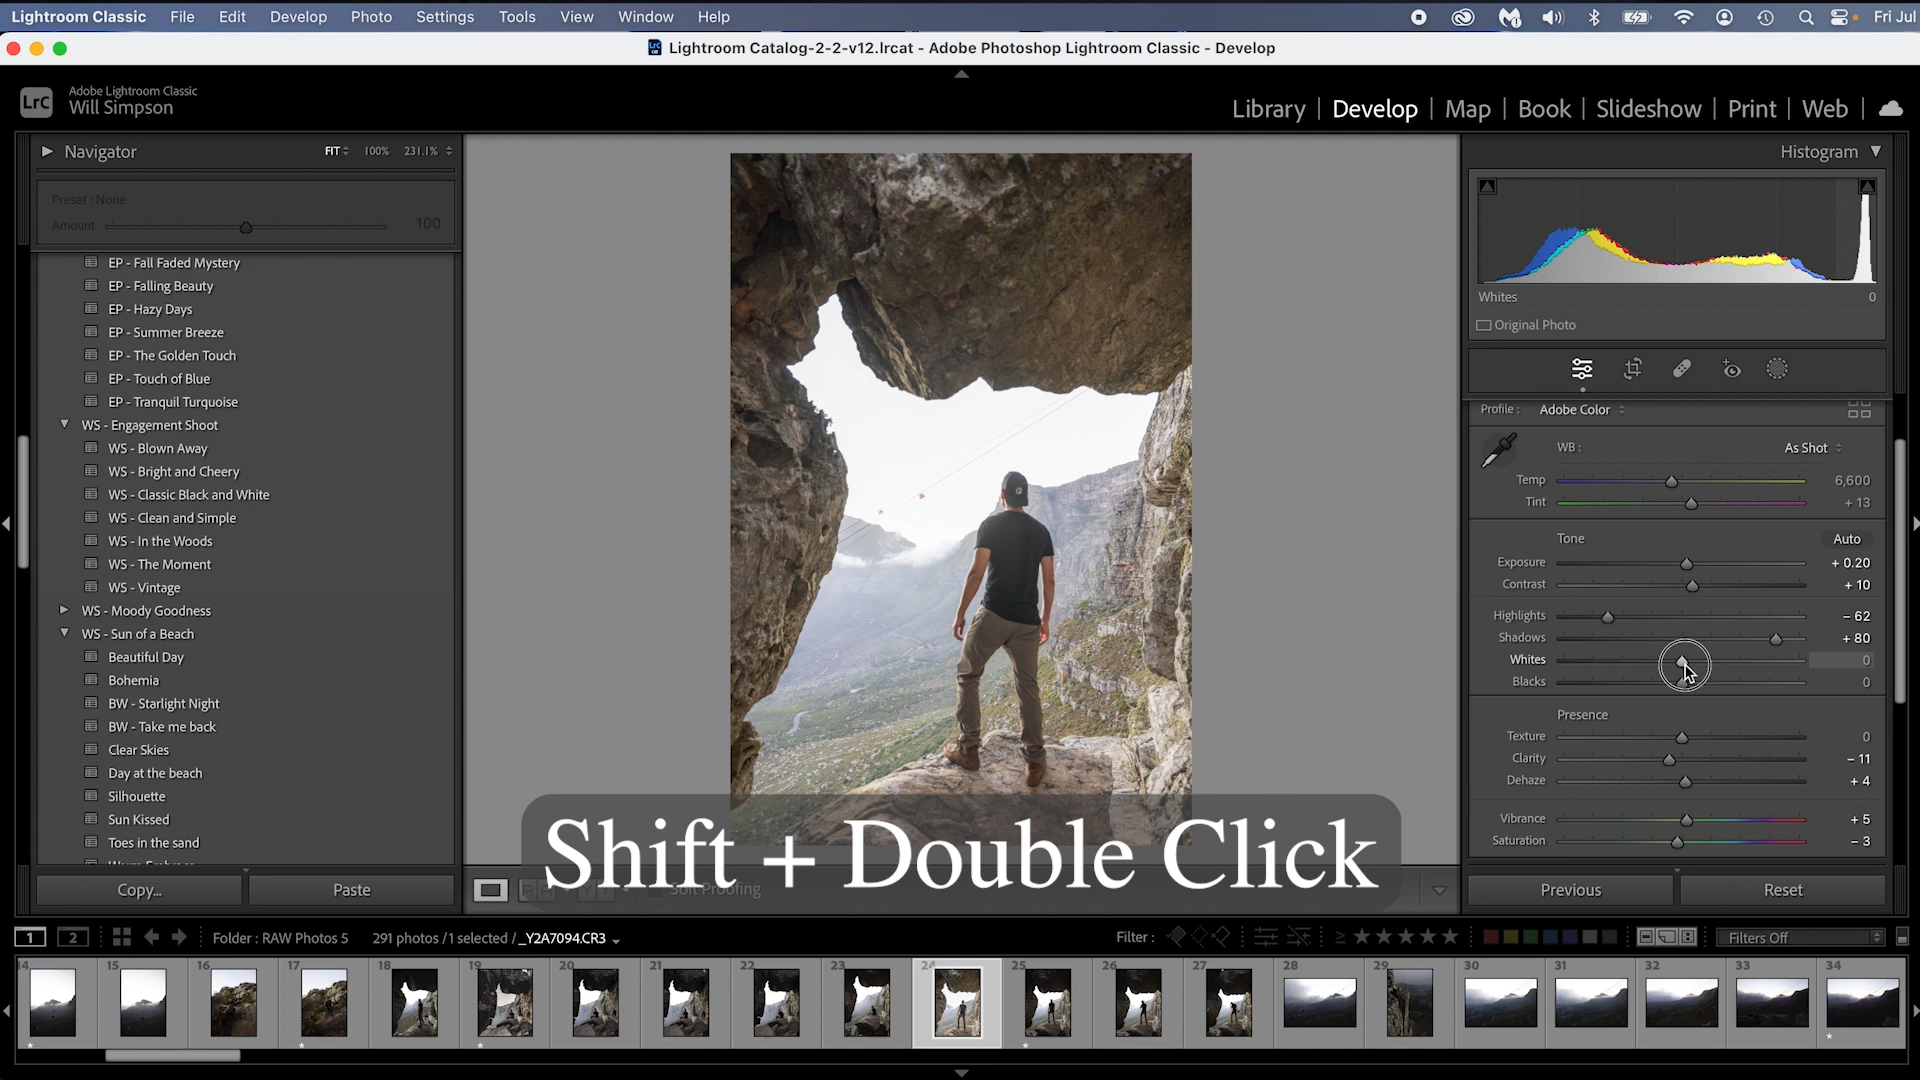 Lightroom Classic File Edit Develop Photo Settings Tools View Window Help Fri Jul
Lightroom Catalog-2-2-v12.lrcat - Adobe Photoshop Lightroom Classic - Develop
LrC
Adobe Lightroom Classic
Will Simpson
Library | Develop | Map | Book | Slideshow | Print | Web
Navigator FIT 100% 231.1%
Preset : None
Amount 100
EP - Fall Faded Mystery
EP - Falling Beauty
EP - Hazy Days
EP - Summer Breeze
EP - The Golden Touch
EP - Touch of Blue
EP - Tranquil Turquoise
WS - Engagement Shoot
WS - Blown Away
WS - Bright and Cheery
WS - Classic Black and White
WS - Clean and Simple
WS - In the Woods
WS - The Moment
WS - Vintage
WS - Moody Goodness
WS - Sun of a Beach
Beautiful Day
Bohemia
BW - Starlight Night
BW - Take me back
Clear Skies
Day at the beach
Silhouette
Sun Kissed
Toes in the sand
Copy... Paste
Shift + Double Click
Soft Proofing
Histogram
Whites 0
Original Photo
Profile : Adobe Color
WB : As Shot
Temp 6,600
Tint + 13
Tone Auto
Exposure + 0.20
Contrast + 10
Highlights - 62
Shadows + 80
Whites 0
Blacks 0
Presence
Texture 0
Clarity - 11
Dehaze + 4
Vibrance + 5
Saturation - 3
Previous Reset
1 2 Folder : RAW Photos 5 291 photos / 1 selected / _Y2A7094.CR3 Filter : ≥ ★★★★★ Filters Off
14 15 16 17 18 19 20 21 22 23 24 25 26 27 28 29 30 31 32 33 34